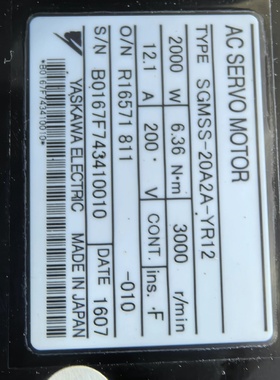 AC SERVO MOTOR
TYPE SGMSS-20A2A-YR12
2000 W 6.36 N·m 3000 r/min
12.1 A 200 V CONT. ins. F
O/N R16571 811 -010
S/N B0167F743410010 DATE 1607
YASKAWA ELECTRIC MADE IN JAPAN
*B0167F743410010*